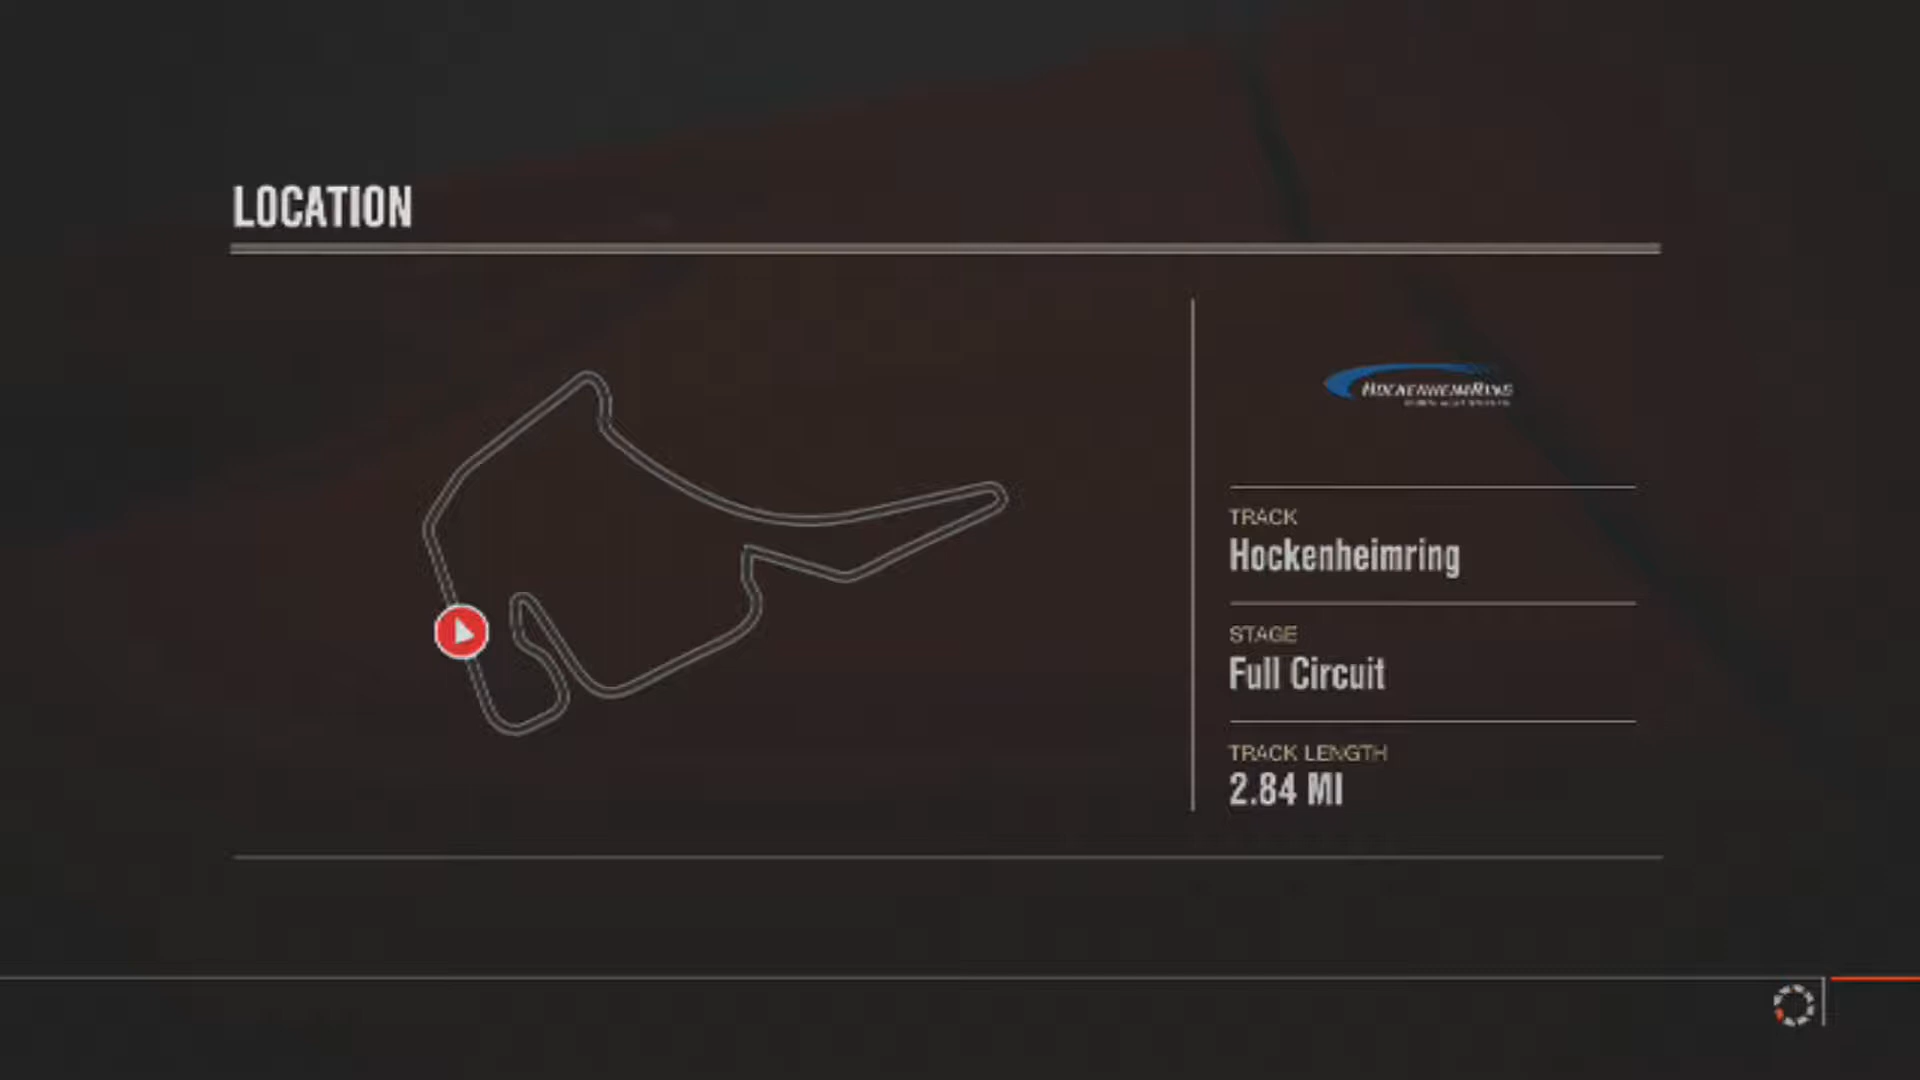 LOCATION
HOCKENHEIMRING
TRACK
Hockenheimring
STAGE
Full Circuit
TRACK LENGTH
2.84 MI